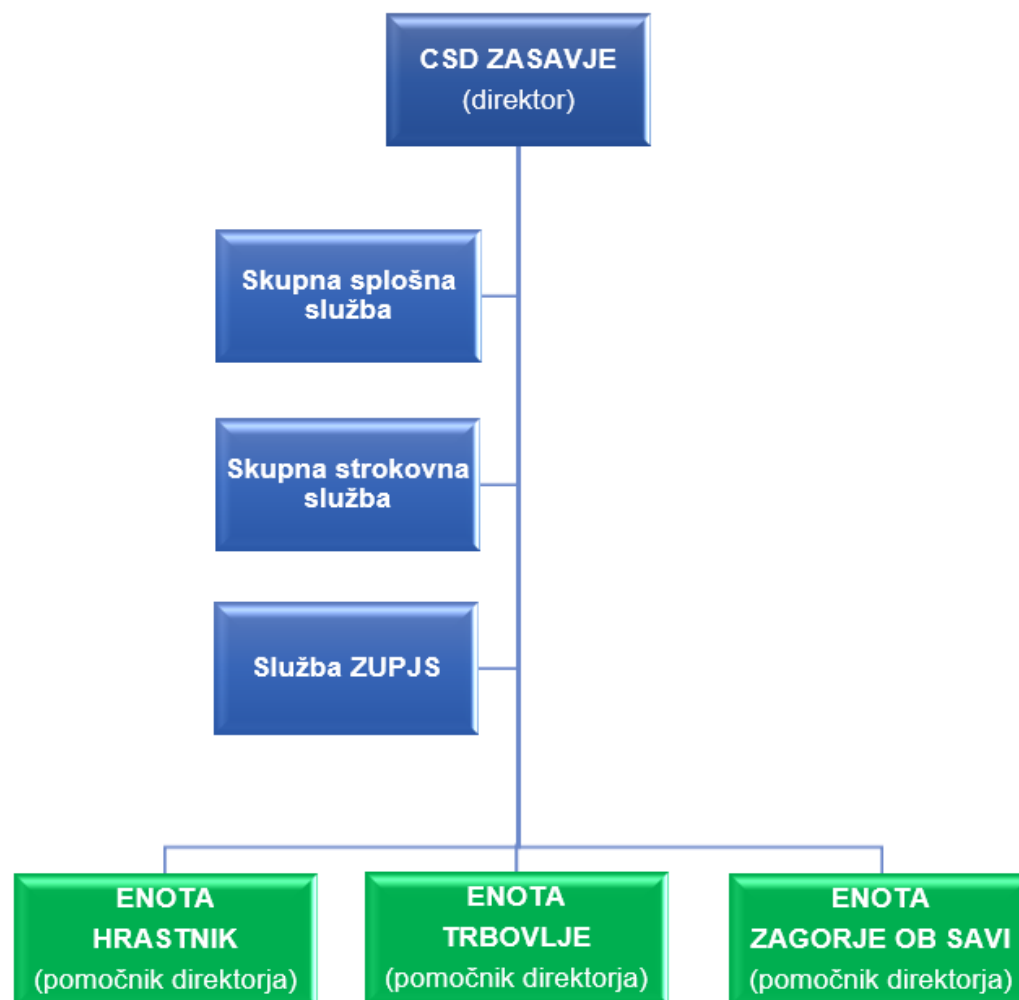 CSD ZASAVJE
(direktor)
Skupna splošna
služba
Skupna strokovna
služba
Služba ZUPJS
ENOTA
HRASTNIK
(pomočnik direktorja)
ENOTA
TRBOVLJE
(pomočnik direktorja)
ENOTA
ZAGORJE OB SAVI
(pomočnik direktorja)